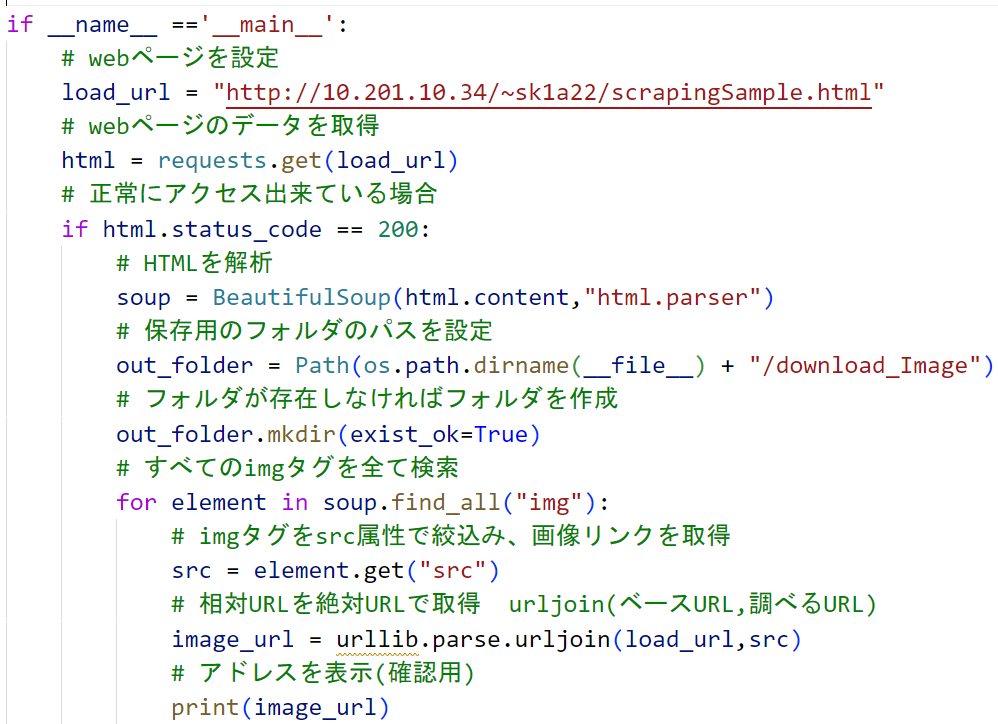 if __name__ =='__main__':
    # webページを設定
    load_url = "http://10.201.10.34/~sk1a22/scrapingSample.html"
    # webページのデータを取得
    html = requests.get(load_url)
    # 正常にアクセス出来ている場合
    if html.status_code == 200:
        # HTMLを解析
        soup = BeautifulSoup(html.content,"html.parser")
        # 保存用のフォルダのパスを設定
        out_folder = Path(os.path.dirname(__file__) + "/download_Image")
        # フォルダが存在しなければフォルダを作成
        out_folder.mkdir(exist_ok=True)
        # すべてのimgタグを全て検索
        for element in soup.find_all("img"):
            # imgタグをsrc属性で絞込み、画像リンクを取得
            src = element.get("src")
            # 相対URLを絶対URLで取得　urljoin(ベースURL,調べるURL)
            image_url = urllib.parse.urljoin(load_url,src)
            # アドレスを表示(確認用)
            print(image_url)